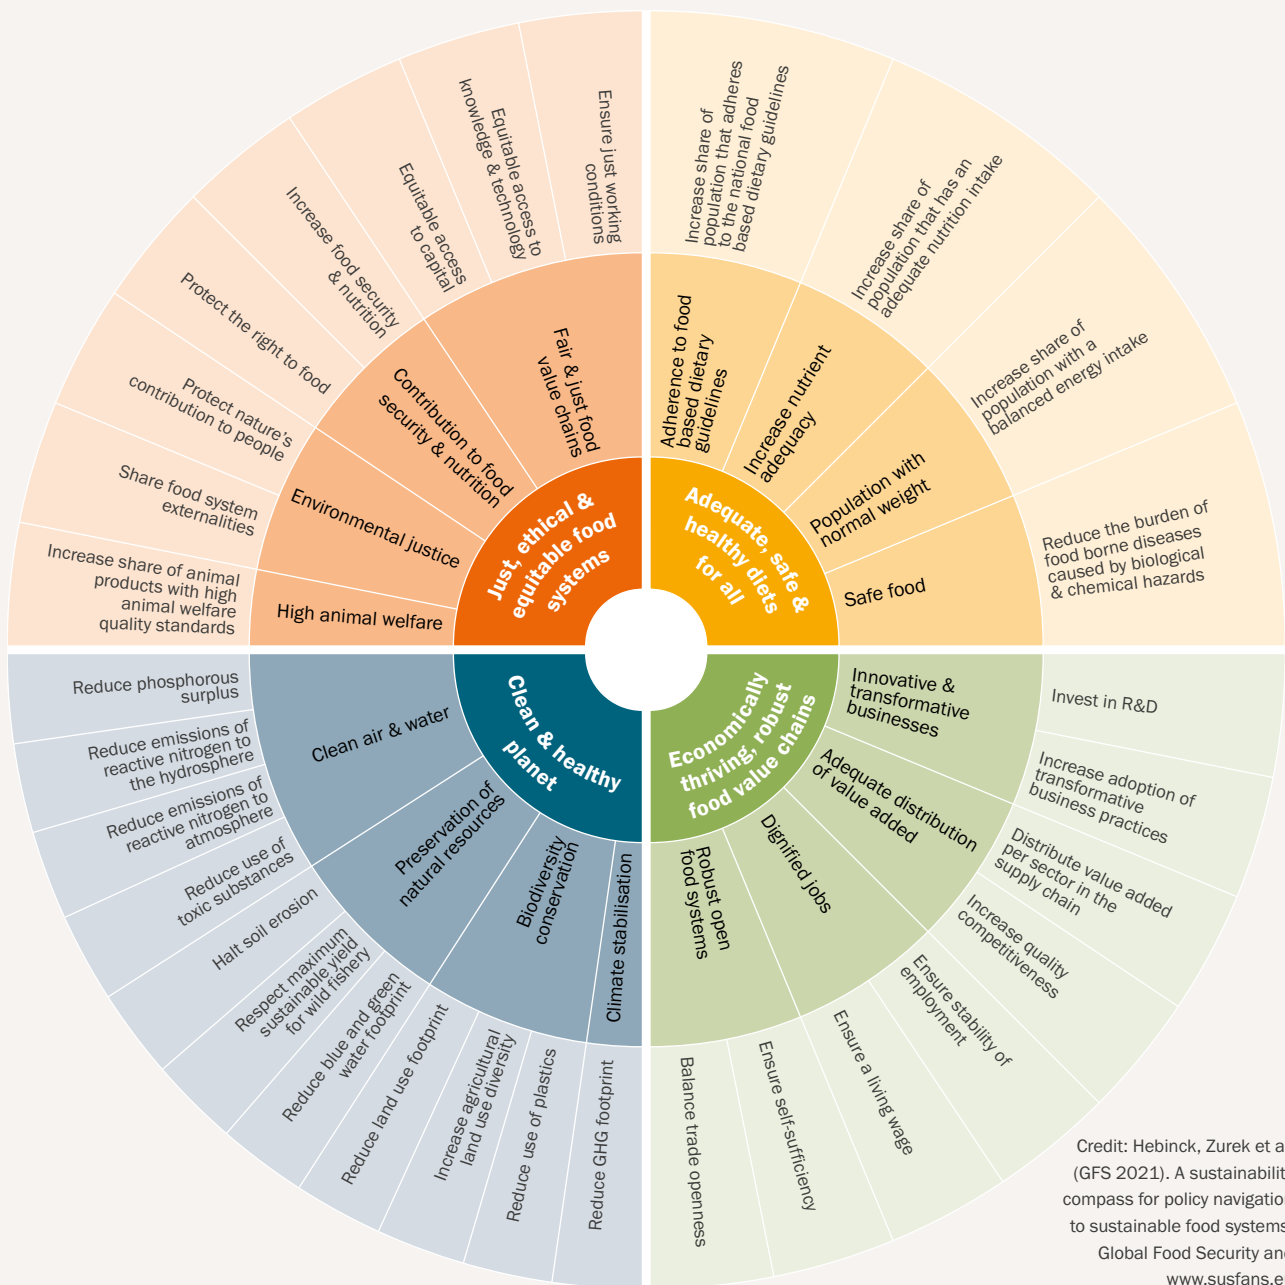 Just, ethical &
equitable food
systems
High animal welfare
Increase share of animal
products with high
animal welfare
quality standards
Environmental justice
Share food system
externalities
Protect nature's
contribution to people
Contribution to food
security & nutrition
Protect the right to food
Increase food security
& nutrition
Fair & just food
value chains
Equitable access
to capital
Equitable access to
knowledge & technology
Ensure just working
conditions
Adequate, safe &
healthy diets
for all
Adherence to food
based dietary
guidelines
Increase share of
population that adheres
to the national food
based dietary guidelines
Increase nutrient
adequacy
Increase share of
population that has an
adequate nutrition intake
Population with
normal weight
Increase share of
population with a
balanced energy intake
Safe food
Reduce the burden of
food borne diseases
caused by biological
& chemical hazards
Economically
thriving, robust
food value chains
Innovative &
transformative
businesses
Invest in R&D
Increase adoption of
transformative
business practices
Adequate distribution
of value added
Distribute value added
per sector in the
supply chain
Increase quality
competitiveness
Dignified jobs
Ensure stability of
employment
Ensure a living wage
Robust open
food systems
Ensure self-sufficiency
Balance trade openness
Clean & healthy
planet
Climate stabilisation
Reduce GHG footprint
Biodiversity
conservation
Reduce use of plastics
Increase agricultural
land use diversity
Reduce land use footprint
Preservation of
natural resources
Reduce blue and green
water footprint
Respect maximum
sustainable yield
for wild fishery
Halt soil erosion
Clean air & water
Reduce use of
toxic substances
Reduce emissions of
reactive nitrogen to
atmosphere
Reduce emissions of
reactive nitrogen to
the hydrosphere
Reduce phosphorous
surplus
Credit: Hebinck, Zurek et a
(GFS 2021). A sustainabilit
compass for policy navigatio
to sustainable food systems
Global Food Security an
www.susfans.e